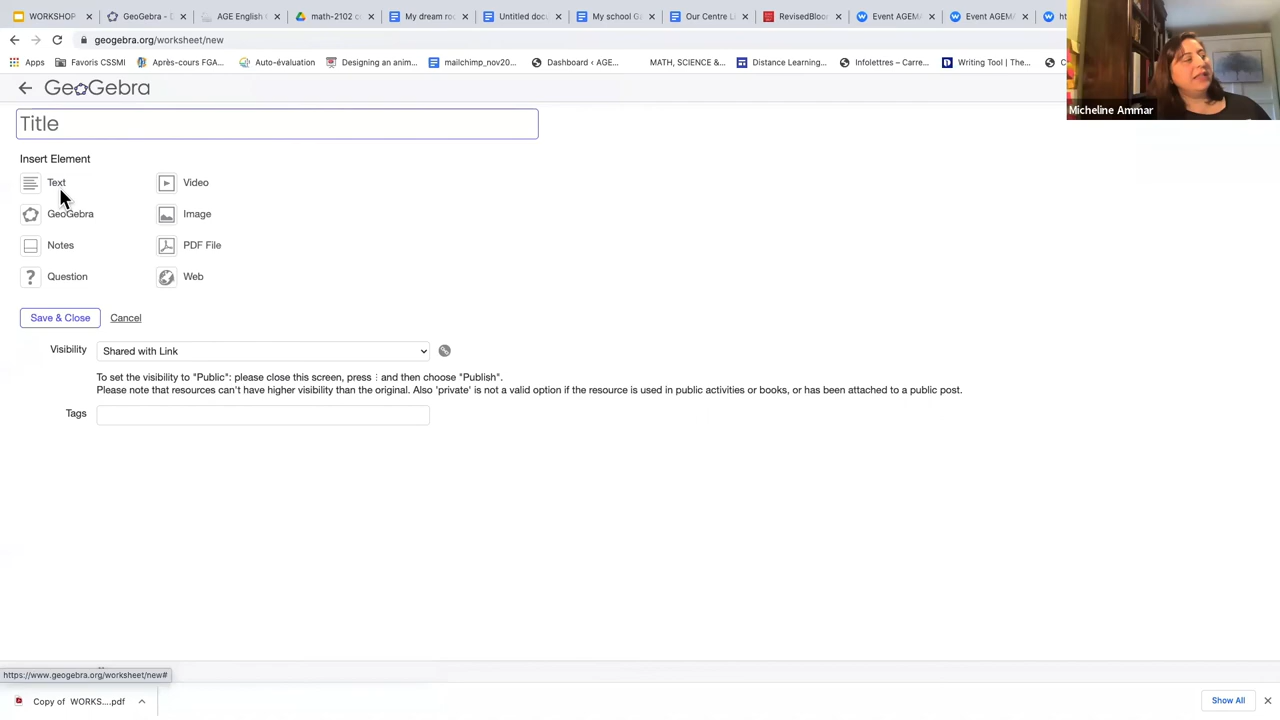 WORKSHOP
GeoGebra - D
AGE English
math-2102 c
My dream ro
Untitled doc
My school G
Our Centre L
RevisedBloo
Event AGEM
Event AGEM
geogebra.org/worksheet/new
Apps
Favoris CSSMI
Après-cours FGA...
Auto-évaluation
Designing an anim...
mailchimp_nov20...
Dashboard ‹ AGE...
MATH, SCIENCE &...
Distance Learning...
Infolettres – Carre...
Writing Tool | The...
Micheline Ammar
GeoGebra
Title
Insert Element
Text
Video
GeoGebra
Image
Notes
PDF File
Question
Web
Save & Close
Cancel
Visibility
Shared with Link
To set the visibility to "Public": please close this screen, press ⋮ and then choose "Publish".
Please note that resources can't have higher visibility than the original. Also 'private' is not a valid option if the resource is used in public activities or books, or has been attached to a public post.
Tags
https://www.geogebra.org/worksheet/new#
Copy of WORKS....pdf
Show All